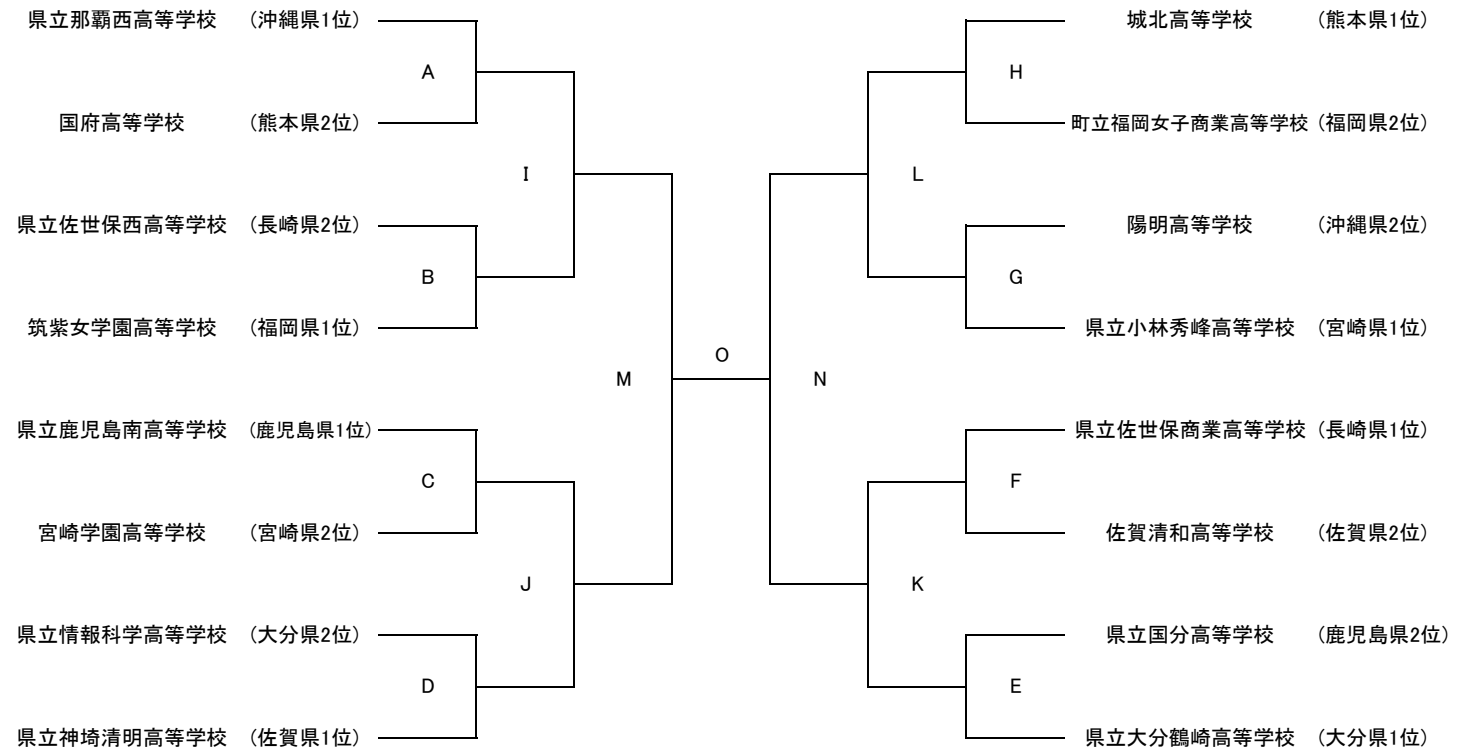 県立那覇西高等学校 (沖縄県1位)
A
国府高等学校 (熊本県2位)
I
県立佐世保西高等学校 (長崎県2位)
B
筑紫女学園高等学校 (福岡県1位)
M
県立鹿児島南高等学校 (鹿児島県1位)
C
宮崎学園高等学校 (宮崎県2位)
J
県立情報科学高等学校 (大分県2位)
D
県立神埼清明高等学校 (佐賀県1位)
O
城北高等学校 (熊本県1位)
H
町立福岡女子商業高等学校 (福岡県2位)
L
陽明高等学校 (沖縄県2位)
G
県立小林秀峰高等学校 (宮崎県1位)
N
県立佐世保商業高等学校 (長崎県1位)
F
佐賀清和高等学校 (佐賀県2位)
K
県立国分高等学校 (鹿児島県2位)
E
県立大分鶴崎高等学校 (大分県1位)